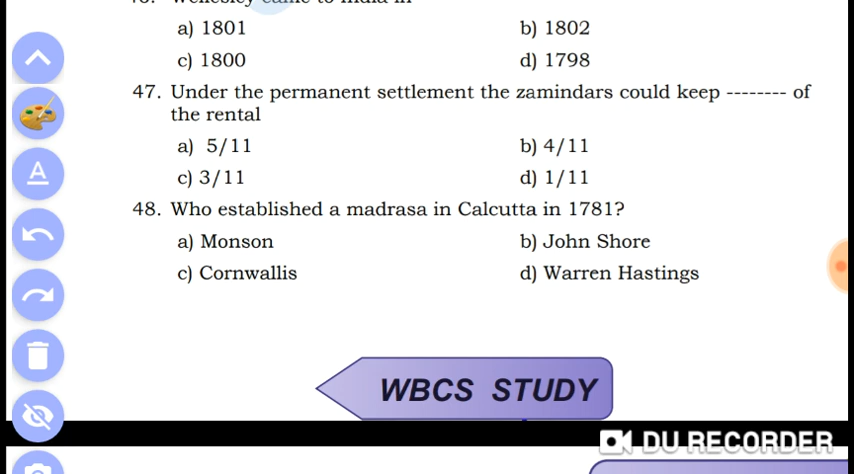 a) 1801 b) 1802
c) 1800 d) 1798
47. Under the permanent settlement the zamindars could keep -------- of
the rental
a) 5/11 b) 4/11
c) 3/11 d) 1/11
48. Who established a madrasa in Calcutta in 1781?
a) Monson b) John Shore
c) Cornwallis d) Warren Hastings
A
WBCS STUDY
DU RECORDER